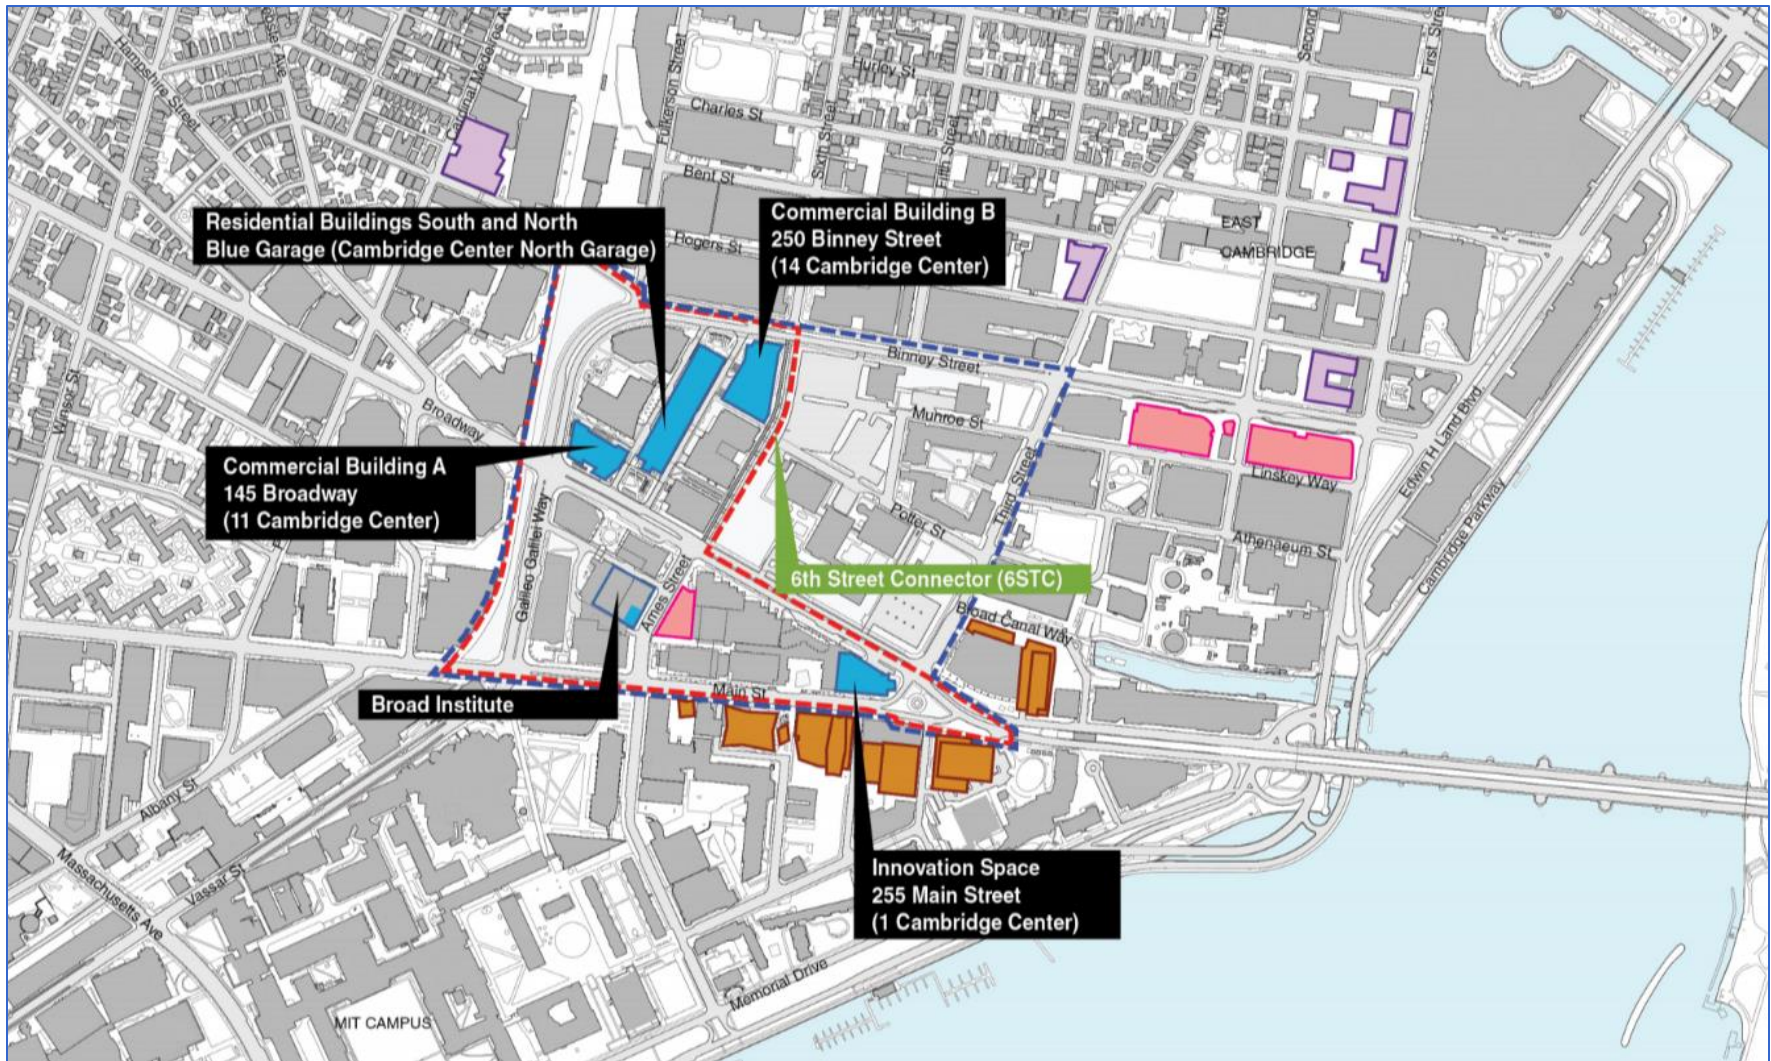 Hampshire Street
Cardinal Medeiros Ave
Fulkerson Street
Hurley St
Third
Second
First Street
Charles St
Sixth Street
Fifth Street
Bent St
Rogers St
EAST
CAMBRIDGE
Residential Buildings South and North
Blue Garage (Cambridge Center North Garage)
Commercial Building B
250 Binney Street
(14 Cambridge Center)
Binney Street
Munroe St
Broadway
Commercial Building A
145 Broadway
(11 Cambridge Center)
Galileo Galilei Way
Third Street
Potter St
Linskey Way
Athenaeum St
Edwin H Land Blvd
Cambridge Parkway
6th Street Connector (6STC)
Ames Street
Broad Canal Way
Broad Institute
Main St
Innovation Space
255 Main Street
(1 Cambridge Center)
Albany St
Vassar St
Massachusetts Ave
Memorial Drive
MIT CAMPUS